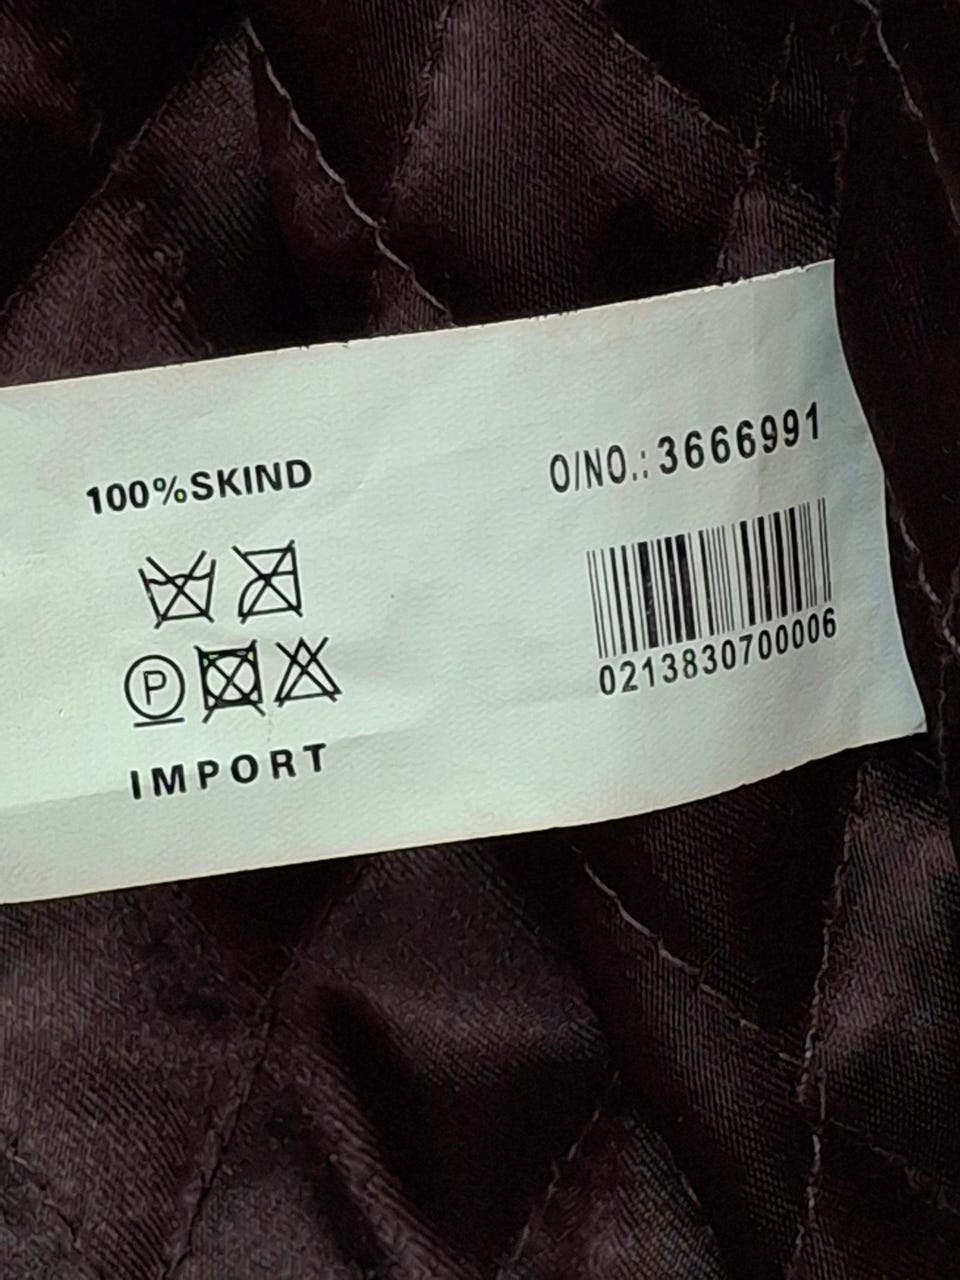 100%SKIND
P
IMPORT
O/NO.: 3666991
0213830700006